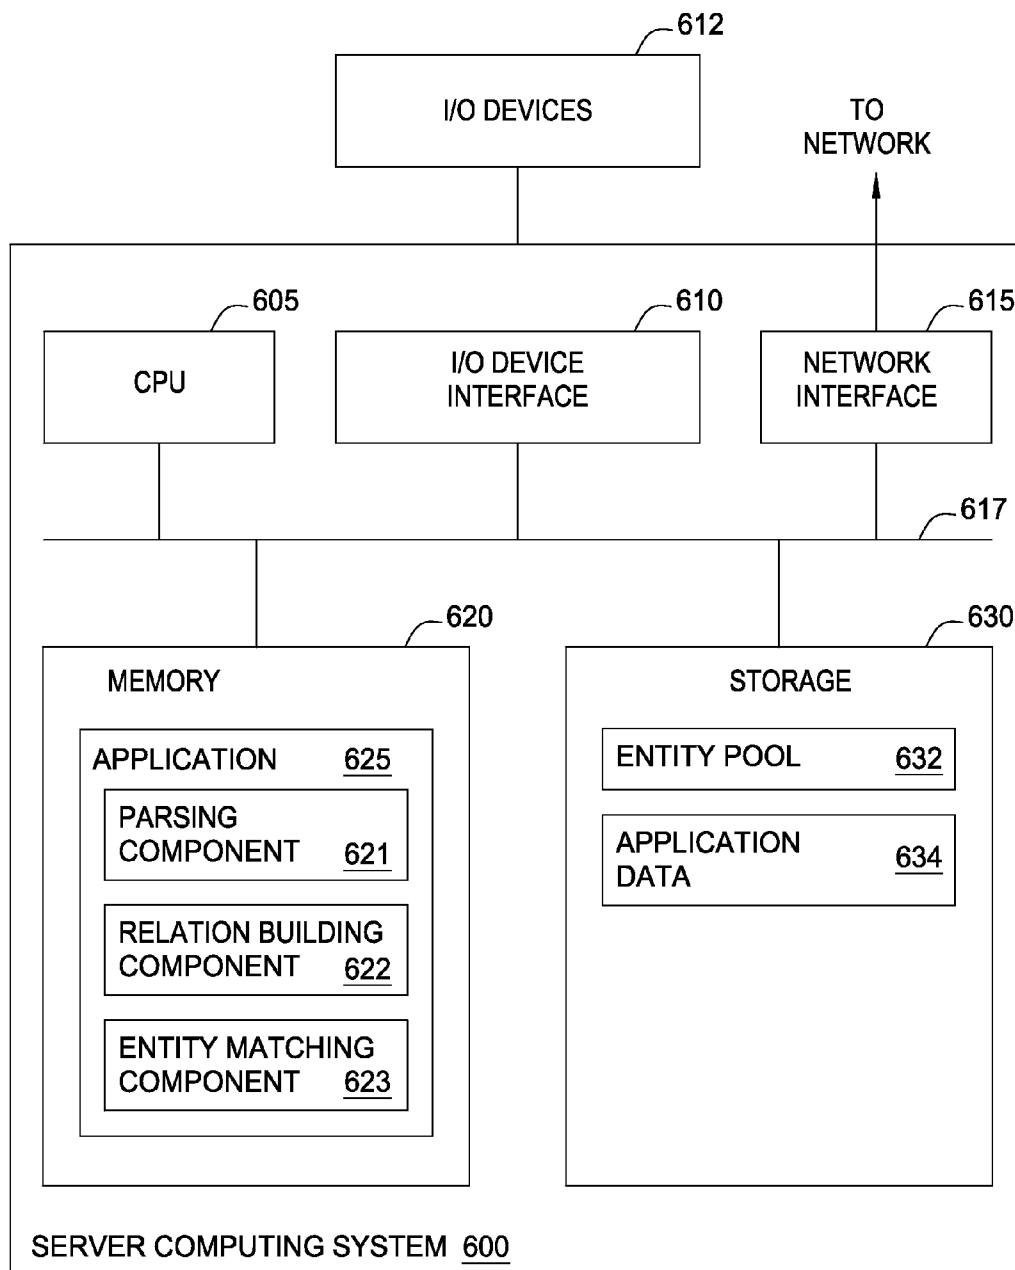 612
I/O DEVICES
TO
NETWORK
605
610
615
CPU
I/O DEVICE
INTERFACE
NETWORK
INTERFACE
617
620
630
MEMORY
APPLICATION 625
PARSING
COMPONENT 621
RELATION BUILDING
COMPONENT 622
ENTITY MATCHING
COMPONENT 623
STORAGE
ENTITY POOL 632
APPLICATION
DATA 634
SERVER COMPUTING SYSTEM 600